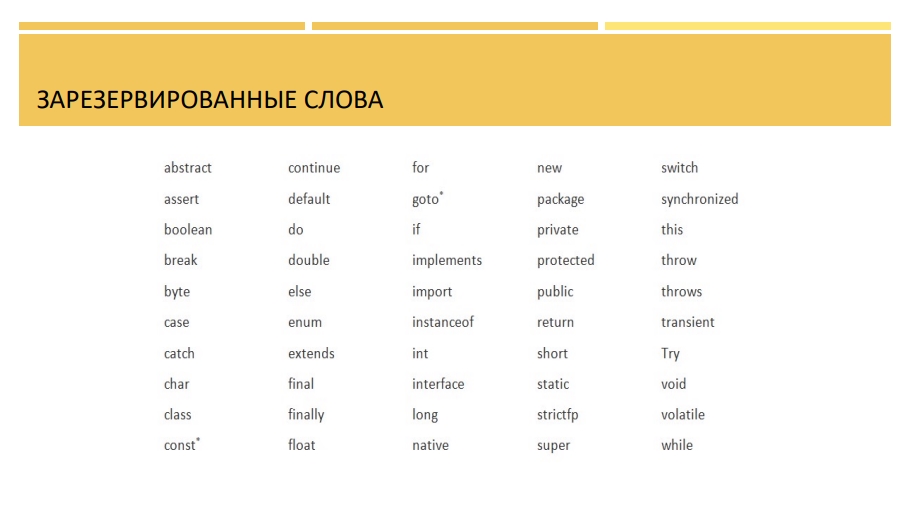 ЗАРЕЗЕРВИРОВАННЫЕ СЛОВА
abstract continue for new switch
assert default goto* package synchronized
boolean do if private this
break double implements protected throw
byte else import public throws
case enum instanceof return transient
catch extends int short Try
char final interface static void
class finally long strictfp volatile
const* float native super while